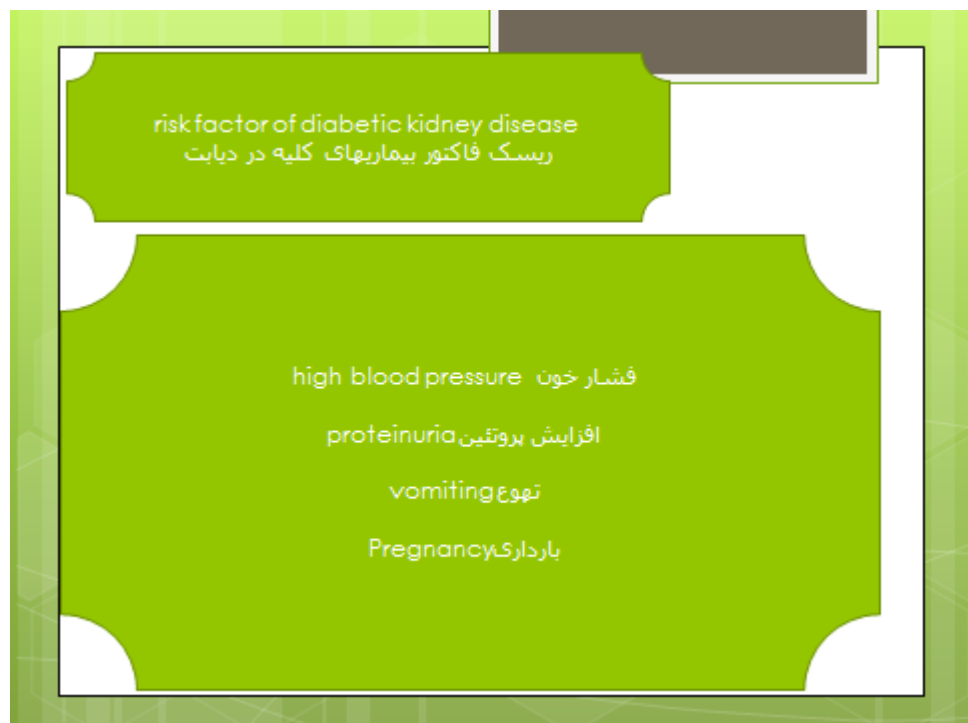 risk factor of diabetic kidney disease
ریسک فاکتور بیماریهای کلیه در دیابت
فشار خون high blood pressure
افزایش پروتئین proteinuria
تهوع vomiting
بارداری Pregnancy